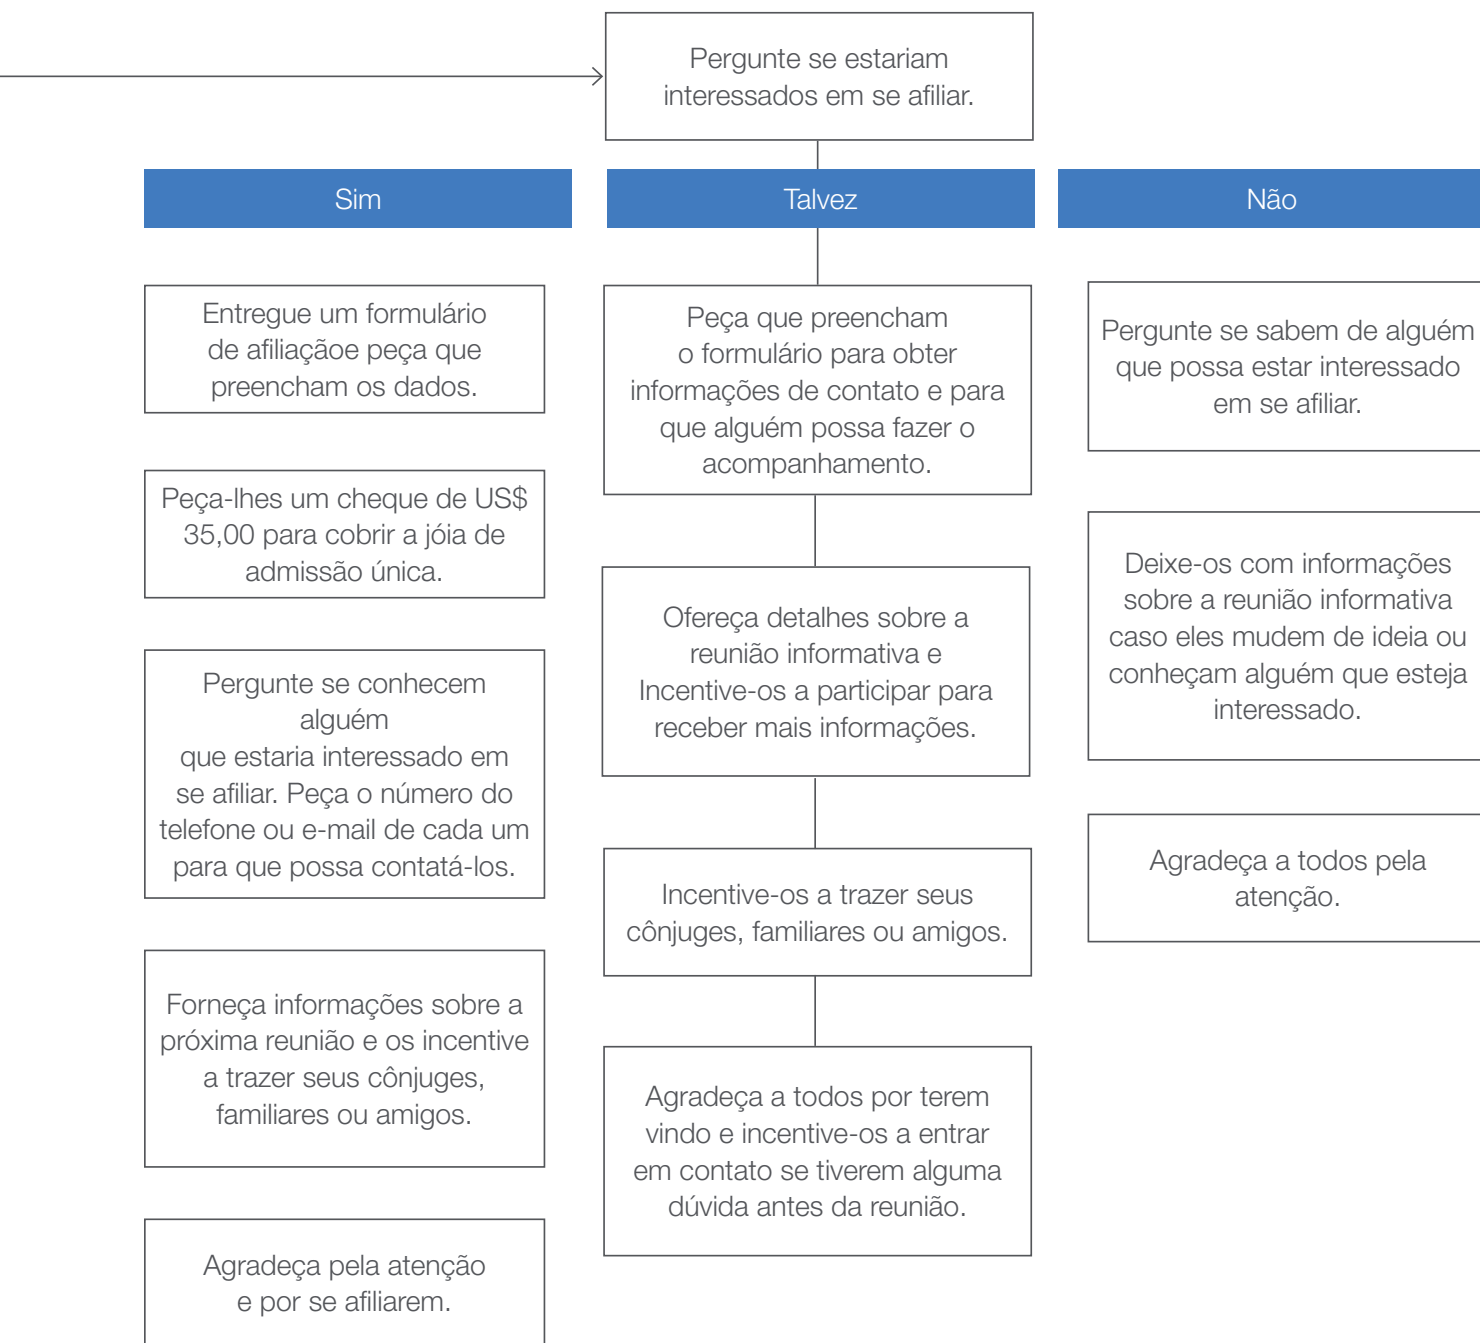 Pergunte se estariam
interessados em se afiliar.
Sim
Talvez
Não
Entregue um formulário
de afiliaçãoe peça que
preencham os dados.
Peça-lhes um cheque de US$
35,00 para cobrir a jóia de
admissão única.
Pergunte se conhecem
alguém
que estaria interessado em
se afiliar. Peça o número do
telefone ou e-mail de cada um
para que possa contatá-los.
Forneça informações sobre a
próxima reunião e os incentive
a trazer seus cônjuges,
familiares ou amigos.
Agradeça pela atenção
e por se afiliarem.
Peça que preencham
o formulário para obter
informações de contato e para
que alguém possa fazer o
acompanhamento.
Ofereça detalhes sobre a
reunião informativa e
Incentive-os a participar para
receber mais informações.
Incentive-os a trazer seus
cônjuges, familiares ou amigos.
Agradeça a todos por terem
vindo e incentive-os a entrar
em contato se tiverem alguma
dúvida antes da reunião.
Pergunte se sabem de alguém
que possa estar interessado
em se afiliar.
Deixe-os com informações
sobre a reunião informativa
caso eles mudem de ideia ou
conheçam alguém que esteja
interessado.
Agradeça a todos pela
atenção.